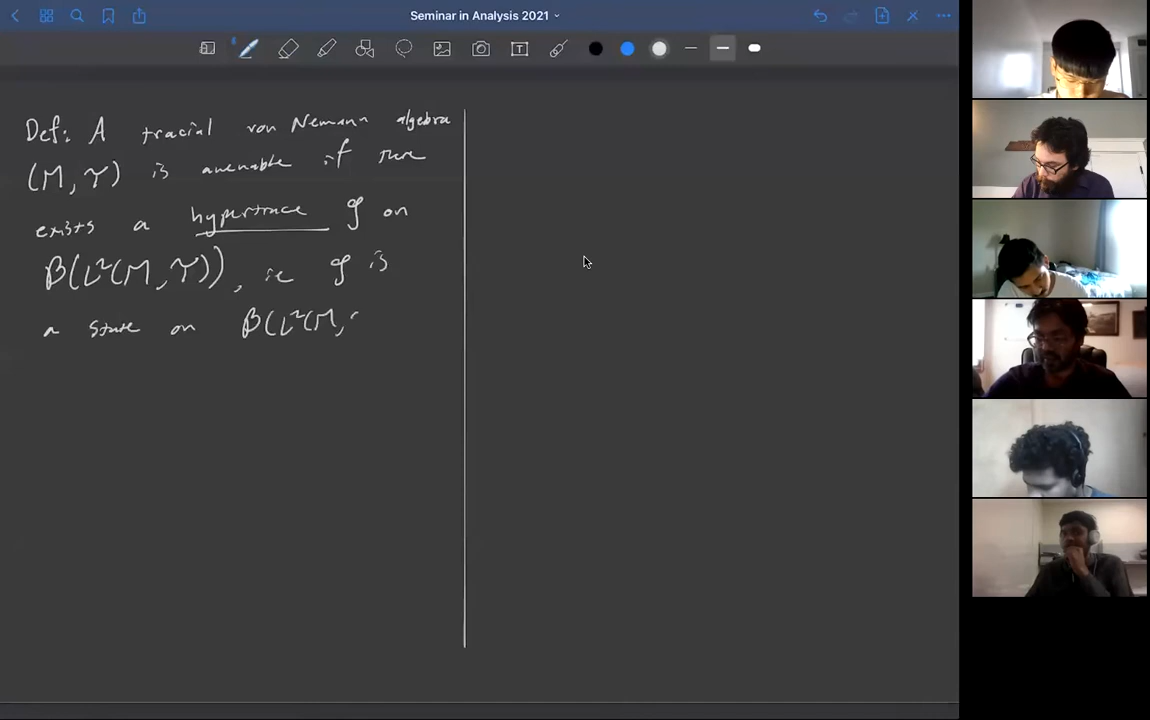 Seminar in Analysis 2021
Def: A tracial von Nemann algebra
(M, τ) is amenable if there
exists a hypertrace φ on
B(L²(M, τ)), ie φ is
a state on B(L²(M,